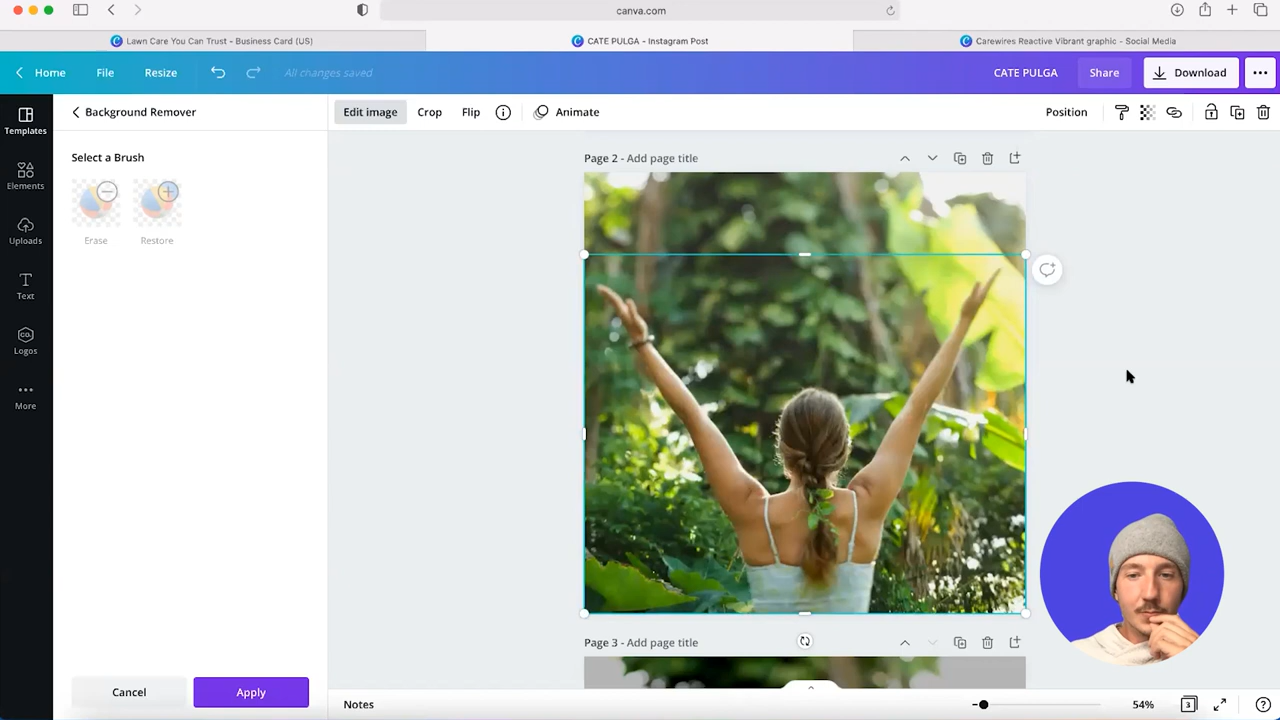 canva.com
Lawn Care You Can Trust - Business Card (US)
CATE PULGA - Instagram Post
Carewires Reactive Vibrant graphic - Social Media
Home
File
Resize
All changes saved
CATE PULGA
Share
Download
Templates
Elements
Uploads
Text
CO.
Logos
More
Background Remover
Select a Brush
Erase
Restore
Cancel
Apply
Edit image
Crop
Flip
Animate
Position
Page 2 - Add page title
Page 3 - Add page title
Notes
54%
3